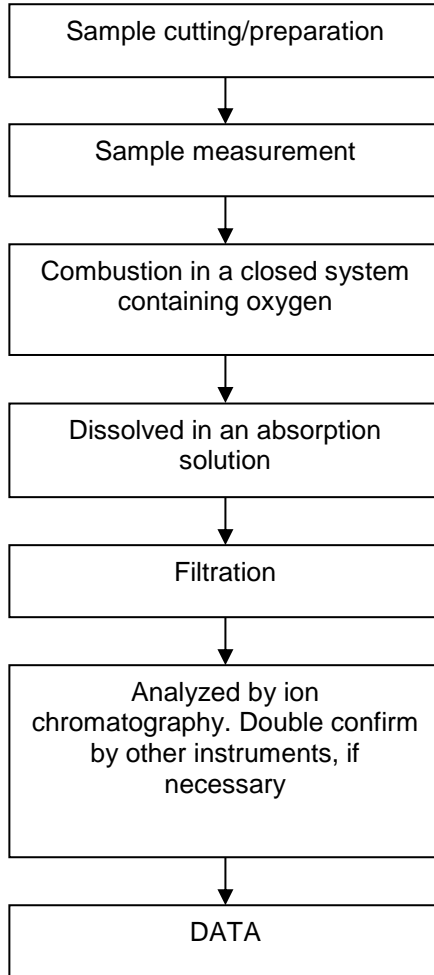 Sample cutting/preparation
Sample measurement
Combustion in a closed system
containing oxygen
Dissolved in an absorption
solution
Filtration
Analyzed by ion
chromatography. Double confirm
by other instruments, if
necessary
DATA